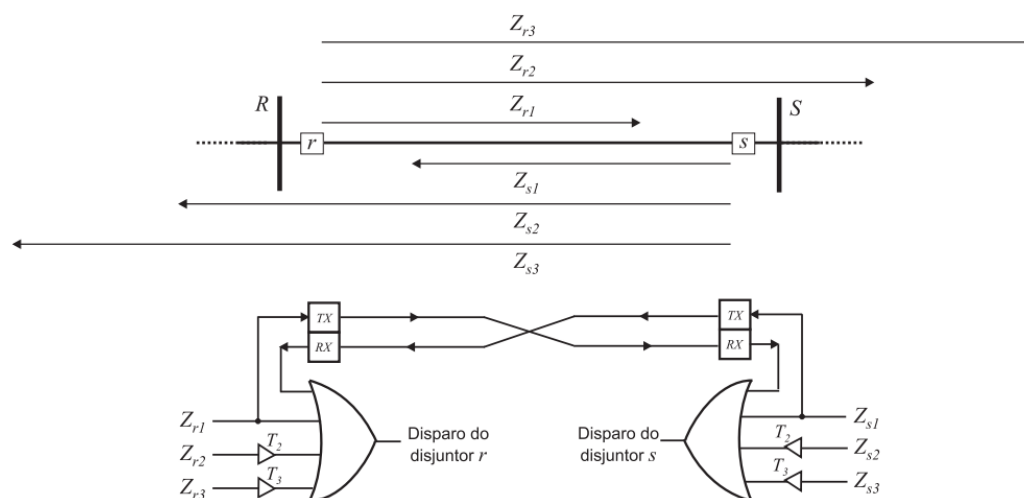 Zr3
Zr2
R
Zr1
S
r
s
Zs1
Zs2
Zs3
TX
TX
RX
RX
Zr1
Zs1
T2
Disparo do
disjuntor r
Disparo do
disjuntor s
T2
Zr2
Zs2
T3
T3
Zr3
Zs3